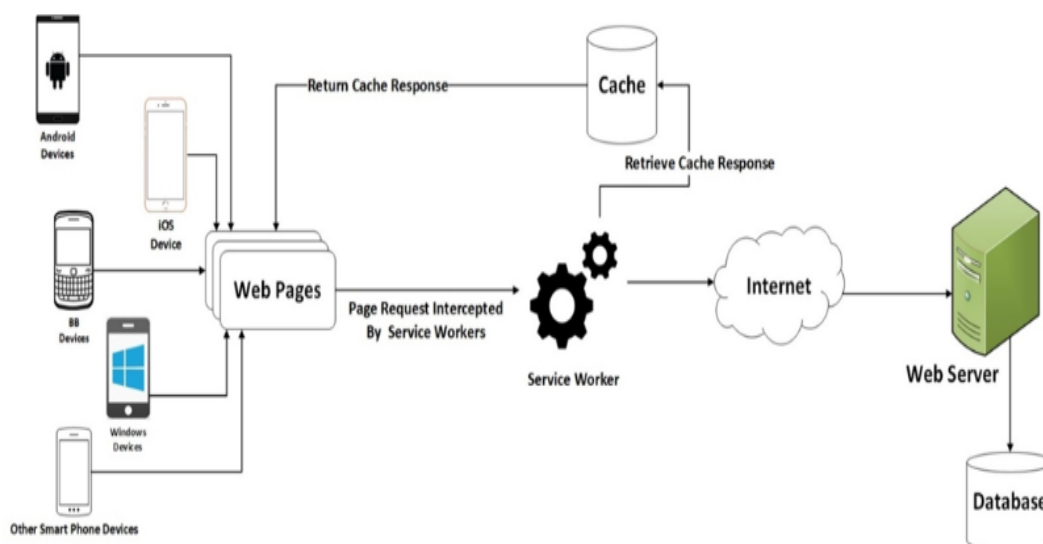 Android
Devices
iOS
Device
BB
Devices
Windows
Devices
Other Smart Phone Devices
Web Pages
Return Cache Response
Cache
Retrieve Cache Response
Page Request Intercepted
By Service Workers
Service Worker
Internet
Web Server
Database